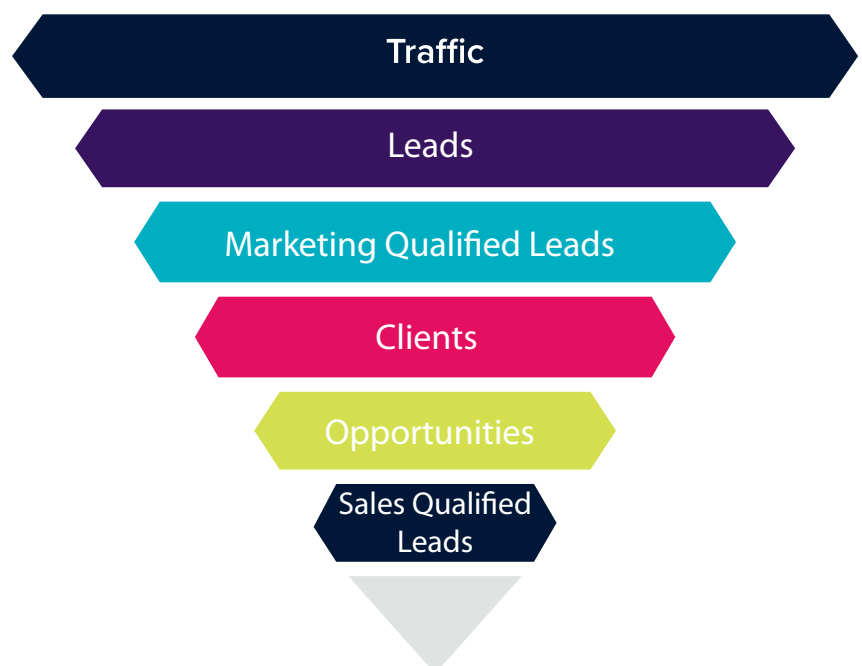 Traffic
Leads
Marketing Qualified Leads
Clients
Opportunities
Sales Qualified
Leads